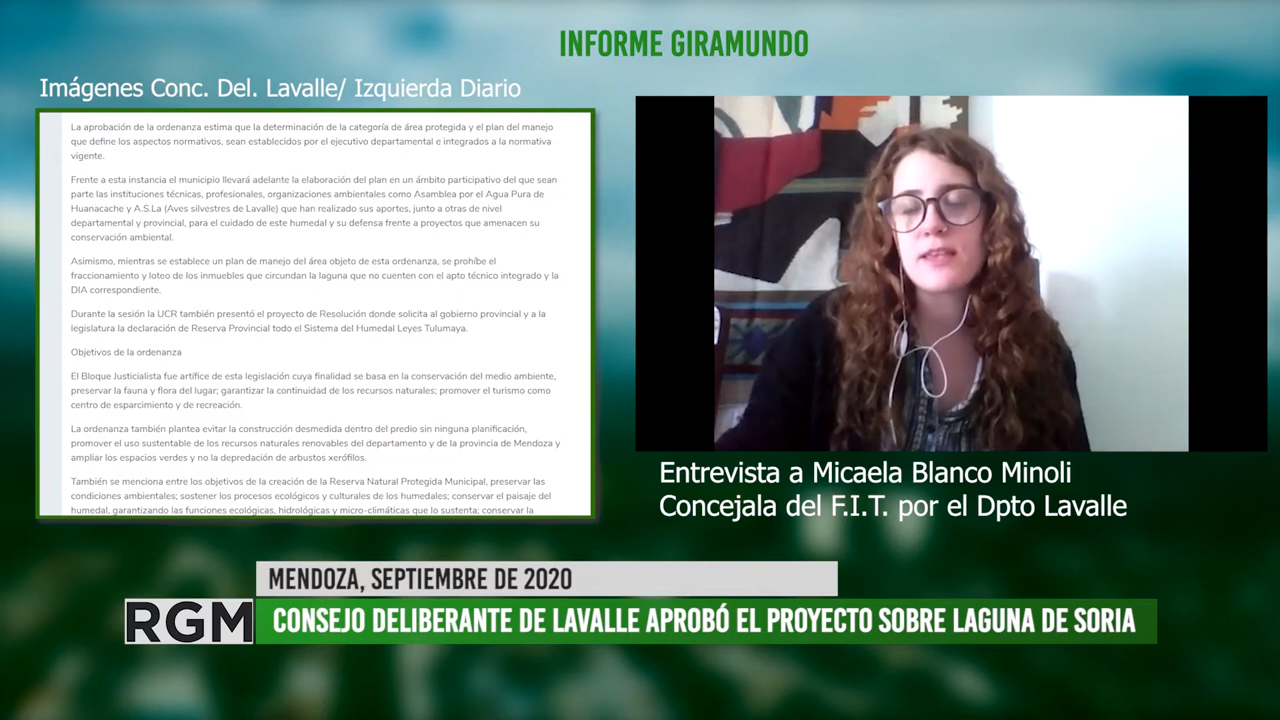 INFORME GIRAMUNDO
Imágenes Conc. Del. Lavalle/ Izquierda Diario
La aprobación de la ordenanza estima que la determinación de la categoría de área protegida y el plan del manejo
que define los aspectos normativos, sean establecidos por el ejecutivo departamental e integrados a la normativa
vigente.
Frente a esta instancia el municipio llevará adelante la elaboración del plan en un ámbito participativo del que sean
parte las instituciones técnicas, profesionales, organizaciones ambientales como Asamblea por el Agua Pura de
Huanacache y A.S.La (Aves silvestres de Lavalle) que han realizado sus aportes, junto a otras de nivel
departamental y provincial, para el cuidado de este humedal y su defensa frente a proyectos que amenacen su
conservación ambiental.
Asimismo, mientras se establece un plan de manejo del área objeto de esta ordenanza, se prohíbe el
fraccionamiento y loteo de los inmuebles que circundan la laguna que no cuenten con el apto técnico integrado y la
DIA correspondiente.
Durante la sesión la UCR también presentó el proyecto de Resolución donde solicita al gobierno provincial y a la
legislatura la declaración de Reserva Provincial todo el Sistema del Humedal Leyes Tulumaya.
Objetivos de la ordenanza
El Bloque Justicialista fue artífice de esta legislación cuya finalidad se basa en la conservación del medio ambiente,
preservar la fauna y flora del lugar; garantizar la continuidad de los recursos naturales; promover el turismo como
centro de esparcimiento y de recreación.
La ordenanza también plantea evitar la construcción desmedida dentro del predio sin ninguna planificación,
promover el uso sustentable de los recursos naturales renovables del departamento y de la provincia de Mendoza y
ampliar los espacios verdes y no la depredación de arbustos xerófilos.
También se menciona entre los objetivos de la creación de la Reserva Natural Protegida Municipal, preservar las
condiciones ambientales; sostener los procesos ecológicos y culturales de los humedales; conservar el paisaje del
humedal, garantizando las funciones ecológicas, hidrológicas y micro-climáticas que lo sustenta; conservar la
Entrevista a Micaela Blanco Minoli
Concejala del F.I.T. por el Dpto Lavalle
MENDOZA, SEPTIEMBRE DE 2020
RGM
CONSEJO DELIBERANTE DE LAVALLE APROBÓ EL PROYECTO SOBRE LAGUNA DE SORIA